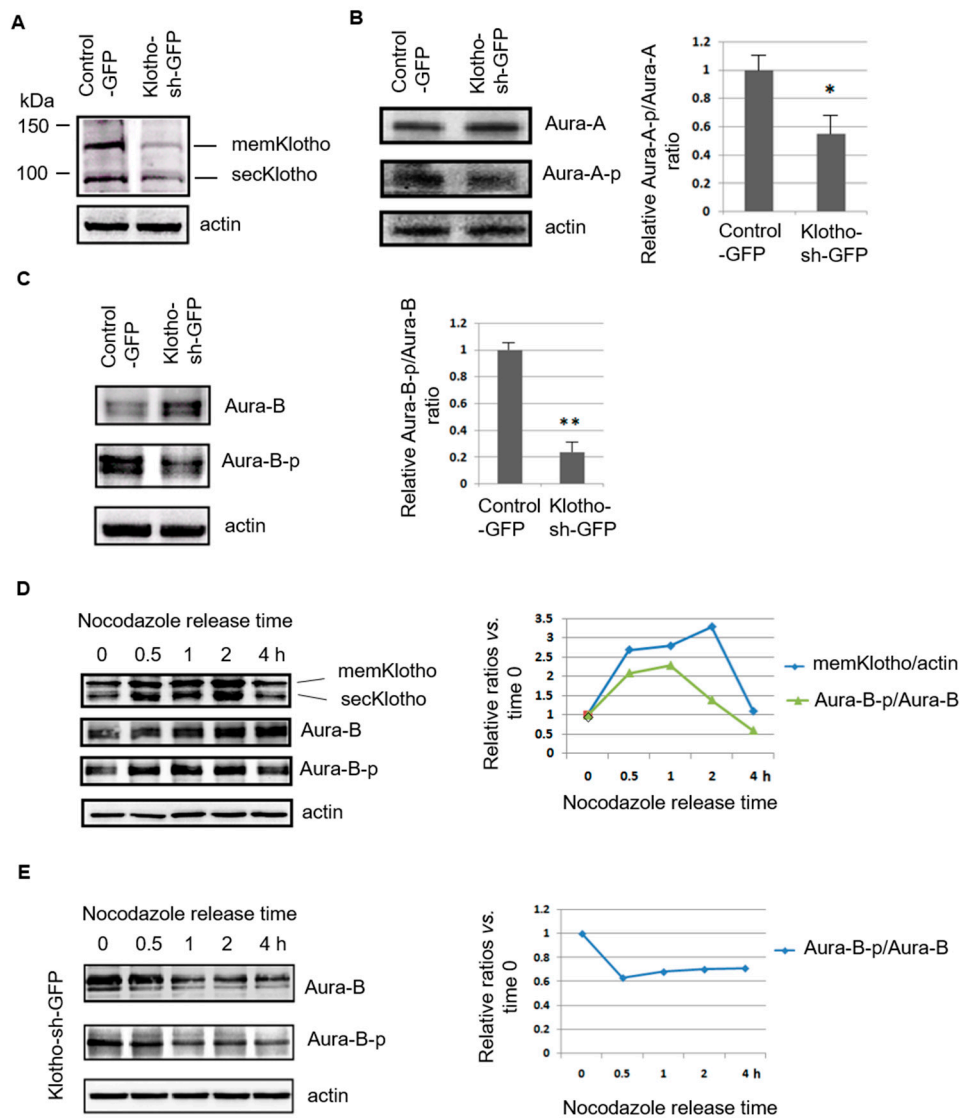 A
Control
-GFP
Klotho-
sh-GFP
kDa
150
100
memKlotho
secKlotho
actin
B
Control
-GFP
Klotho-
sh-GFP
Aura-A
Aura-A-p
actin
Relative Aura-A-p/Aura-A
ratio
1.2
1
0.8
0.6
0.4
0.2
0
*
Control
-GFP
Klotho-
sh-GFP
C
Control
-GFP
Klotho-
sh-GFP
Aura-B
Aura-B-p
actin
Relative Aura-B-p/Aura-B
ratio
1.2
1
0.8
0.6
0.4
0.2
0
**
Control
-GFP
Klotho-
sh-GFP
D
Nocodazole release time
0 0.5 1 2 4 h
memKlotho
secKlotho
Aura-B
Aura-B-p
actin
Relative ratios vs.
time 0
3.5
3
2.5
2
1.5
1
0.5
0
0 0.5 1 2 4 h
Nocodazole release time
memKlotho/actin
Aura-B-p/Aura-B
E
Nocodazole release time
0 0.5 1 2 4 h
Klotho-sh-GFP
Aura-B
Aura-B-p
actin
Relative ratios vs.
time 0
1.2
1
0.8
0.6
0.4
0.2
0
0 0.5 1 2 4 h
Nocodazole release time
Aura-B-p/Aura-B